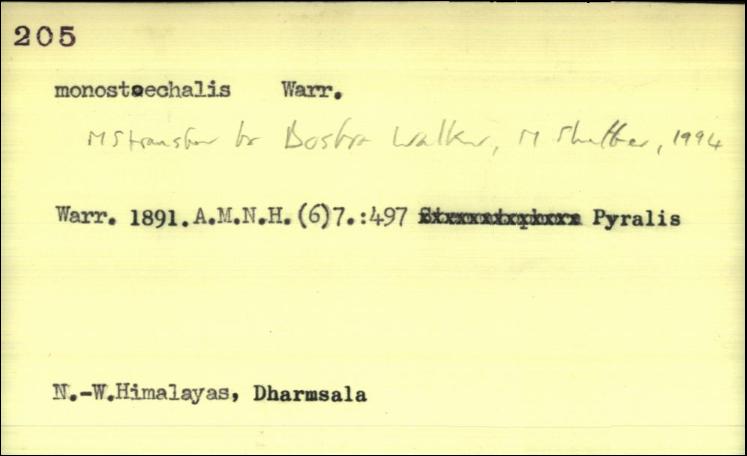 205
monostoechalis Warr.
MS transfer to Bostra Walker, M Shaffer, 1994
Warr. 1891. A.M.N.H. (6)7.:497 Pyralis
N.-W.Himalayas, Dharmsala